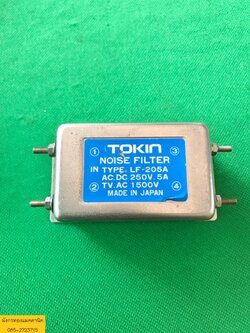 ① TOKIN ③
NOISE FILTER
IN TYPE. LF-205A
AC.DC 250V 5A
② TV.AC 1500V ④
MADE IN JAPAN